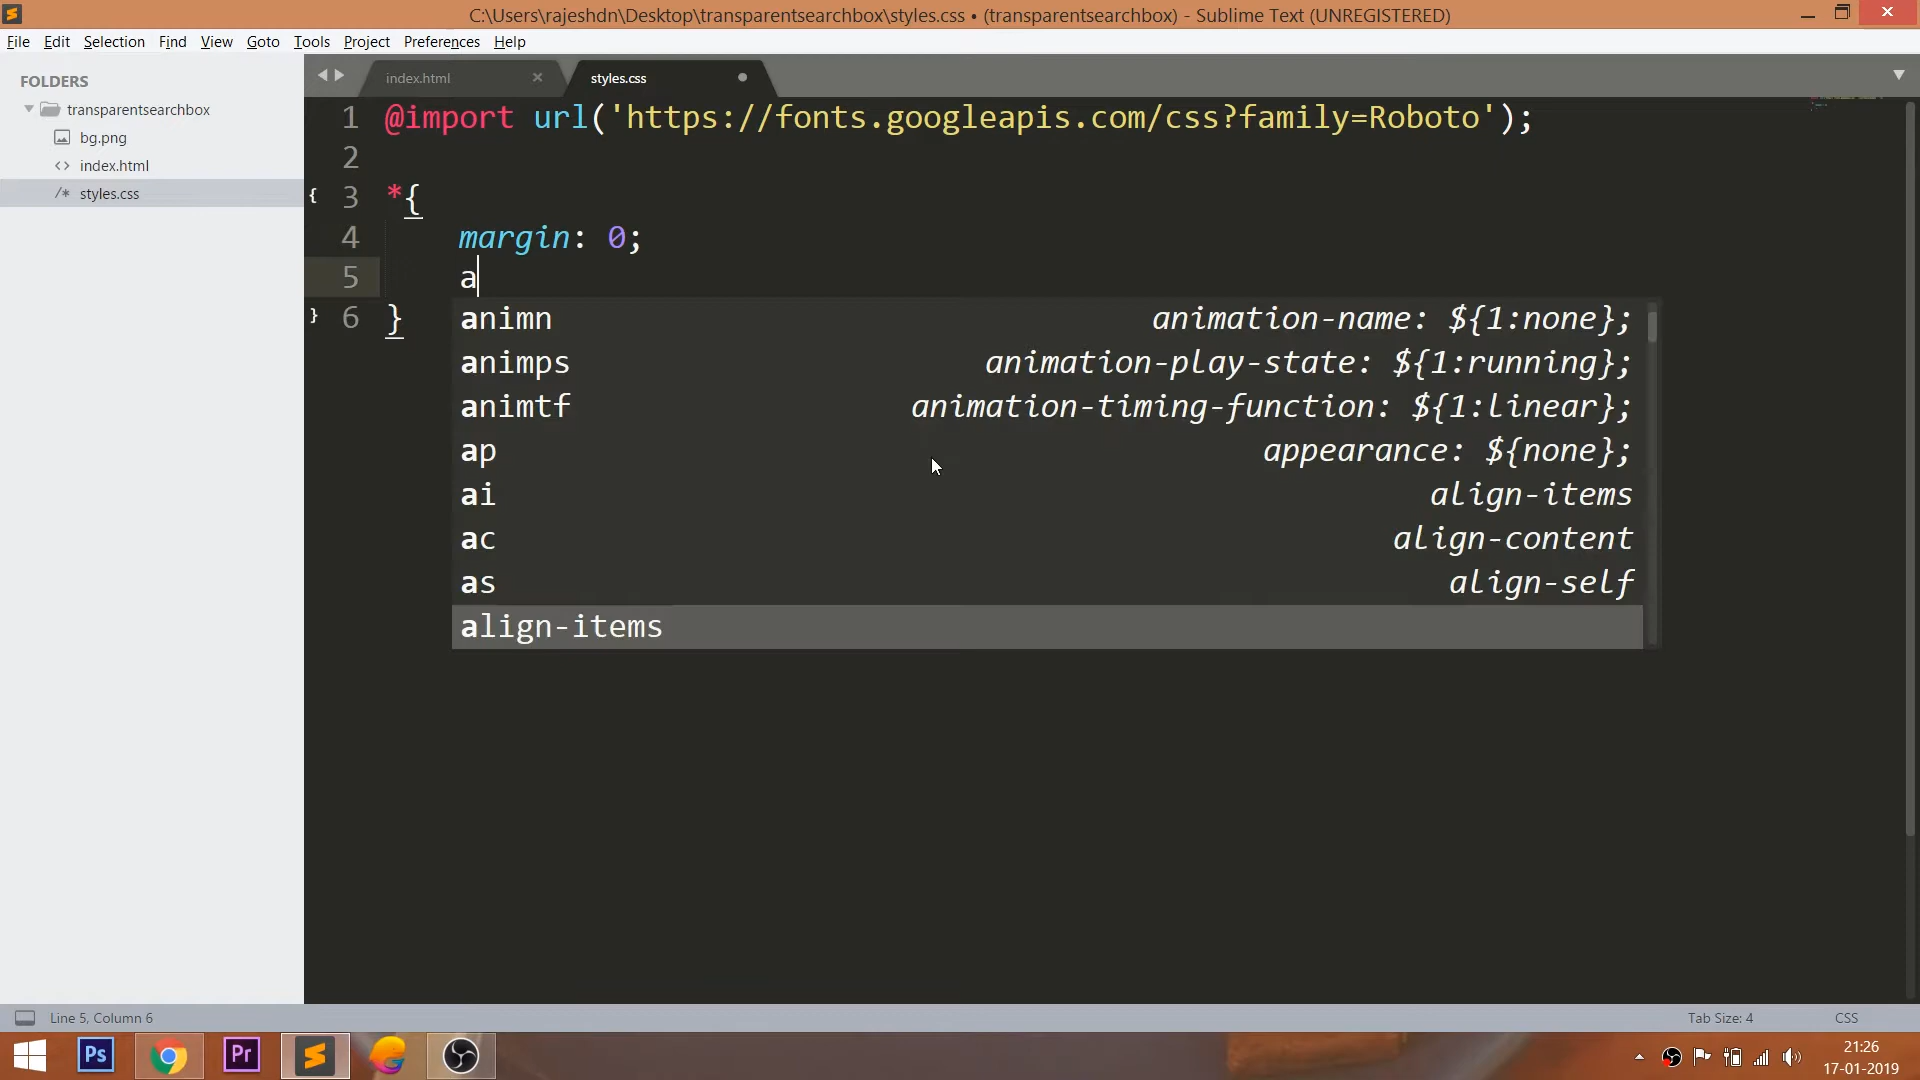 C:\Users\rajeshdn\Desktop\transparentsearchbox\styles.css • (transparentsearchbox) - Sublime Text (UNREGISTERED)
File Edit Selection Find View Goto Tools Project Preferences Help
FOLDERS
transparentsearchbox
bg.png
index.html
styles.css
index.html
styles.css
1 @import url('https://fonts.googleapis.com/css?family=Roboto');
2
3 *{
4 margin: 0;
5 a
6 }
animn animation-name: ${1:none};
animps animation-play-state: ${1:running};
animtf animation-timing-function: ${1:linear};
ap appearance: ${none};
ai align-items
ac align-content
as align-self
align-items
Line 5, Column 6
Tab Size: 4
CSS
Ps
Pr
21:26
17-01-2019